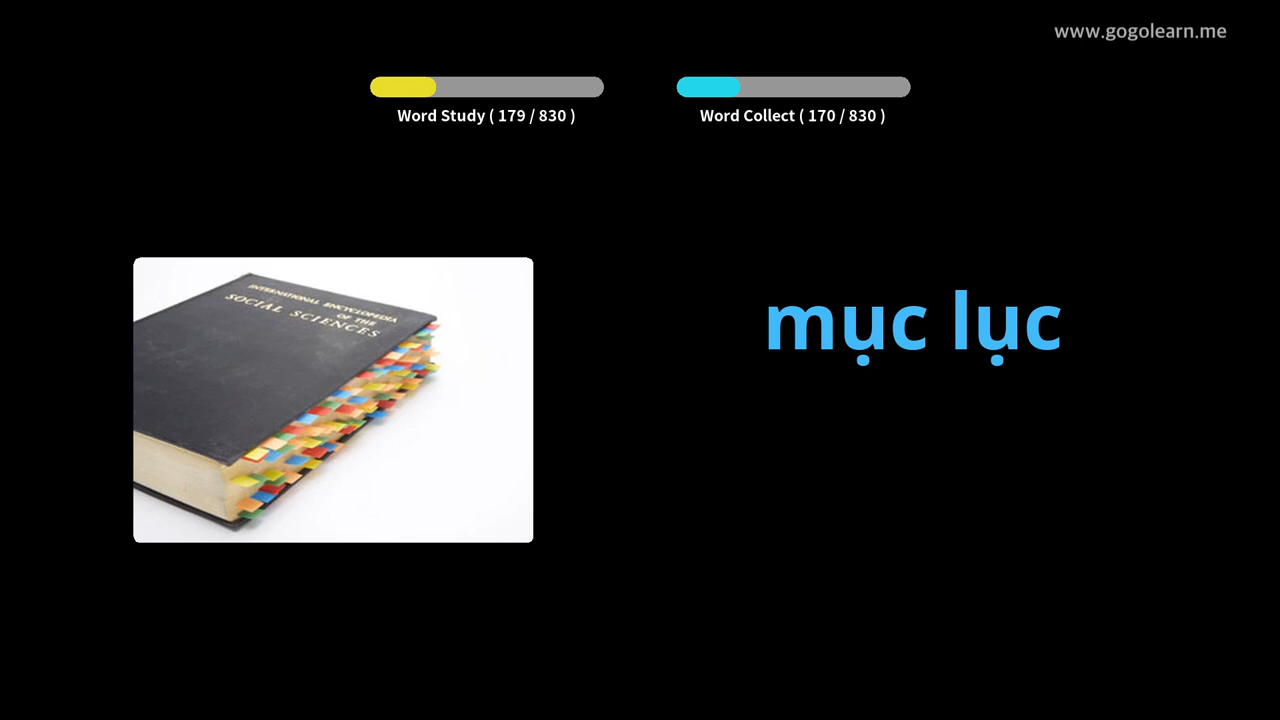 www.gogolearn.me
Word Study ( 179 / 830 )
Word Collect ( 170 / 830 )
INTERNATIONAL ENCYCLOPEDIA
OF THE
SOCIAL SCIENCES
mục lục